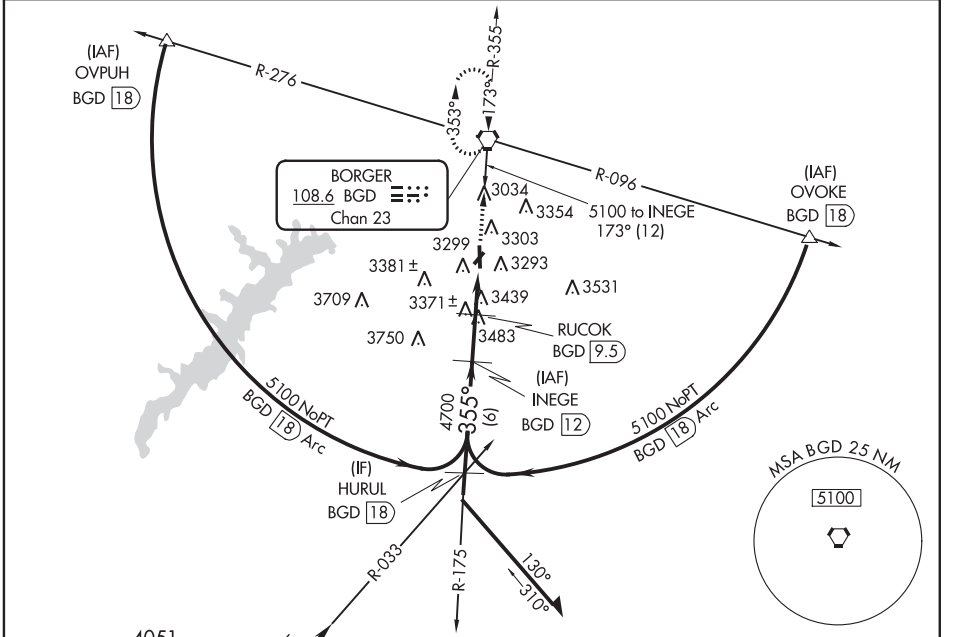 (IAF)
OVPUH
BGD 18
R-276
R-355
353°
173°
BORGER
108.6 BGD
Chan 23
R-096
(IAF)
OVOKE
BGD 18
5100 to INEGE
173° (12)
3034
3354
3303
3299
3293
3381 ±
3531
3709
3371 ±
3439
3750
3483
RUCOK
BGD 9.5
(IAF)
INEGE
BGD 12
4700
355°
(6)
5100 NoPT
BGD 18 Arc
5100 NoPT
BGD 18 Arc
(IF)
HURUL
BGD 18
R-033
R-175
130°
310°
MSA BGD 25 NM
5100
4051